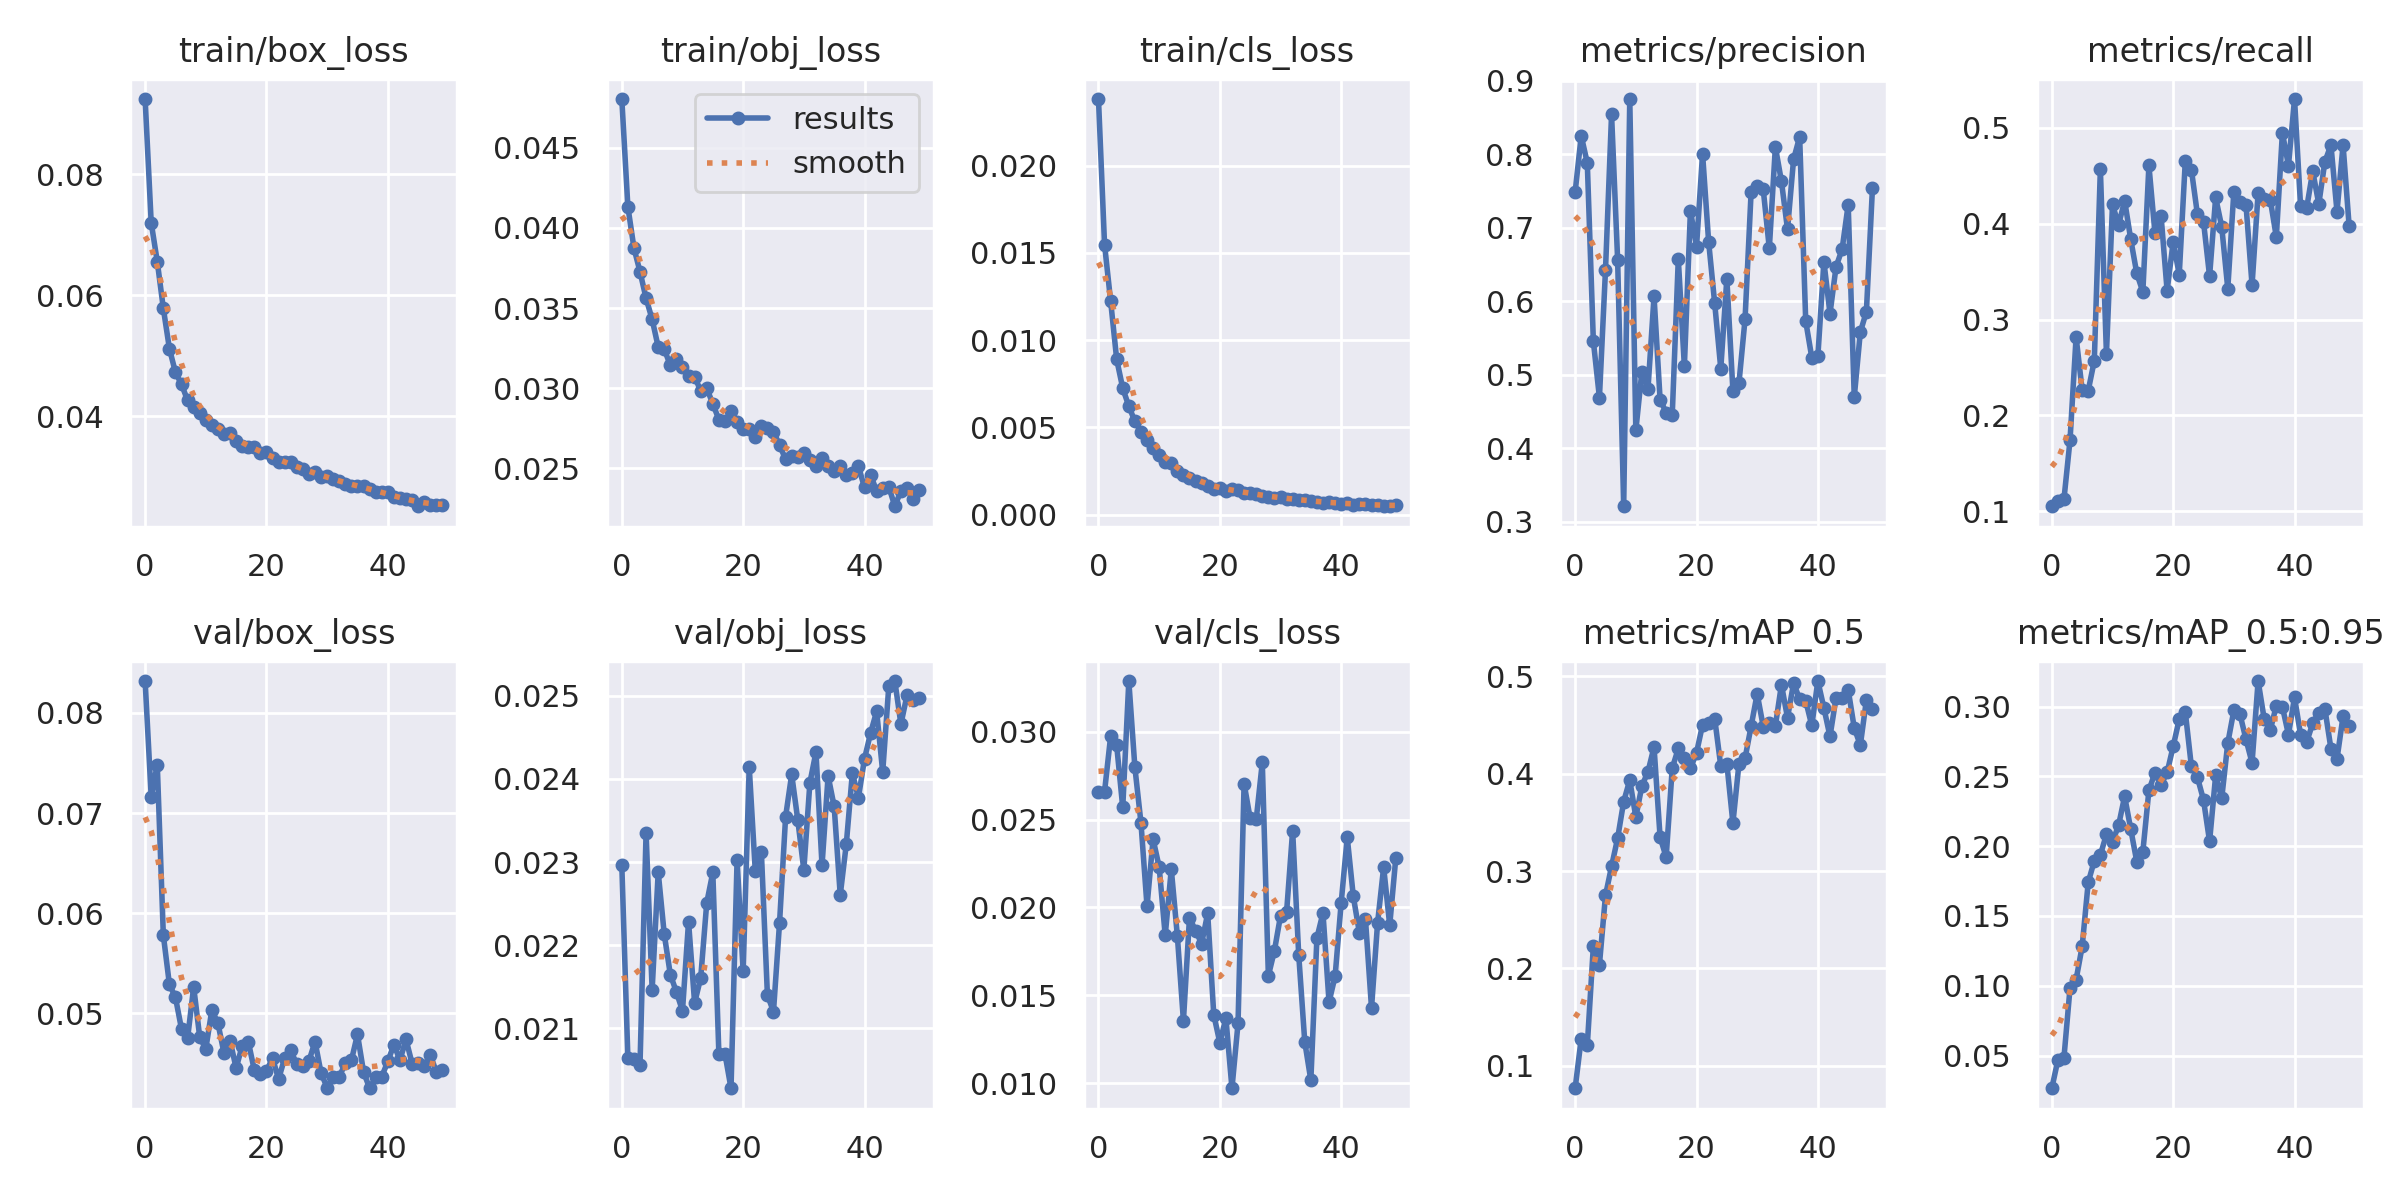 train/box_loss
0.08
0.06
0.04
0 20 40
train/obj_loss
results
smooth
0.045
0.040
0.035
0.030
0.025
0 20 40
train/cls_loss
0.020
0.015
0.010
0.005
0.000
0 20 40
metrics/precision
0.9
0.8
0.7
0.6
0.5
0.4
0.3
0 20 40
metrics/recall
0.5
0.4
0.3
0.2
0.1
0 20 40
val/box_loss
0.08
0.07
0.06
0.05
0 20 40
val/obj_loss
0.025
0.024
0.023
0.022
0.021
0 20 40
val/cls_loss
0.030
0.025
0.020
0.015
0.010
0 20 40
metrics/mAP_0.5
0.5
0.4
0.3
0.2
0.1
0 20 40
metrics/mAP_0.5:0.95
0.30
0.25
0.20
0.15
0.10
0.05
0 20 40